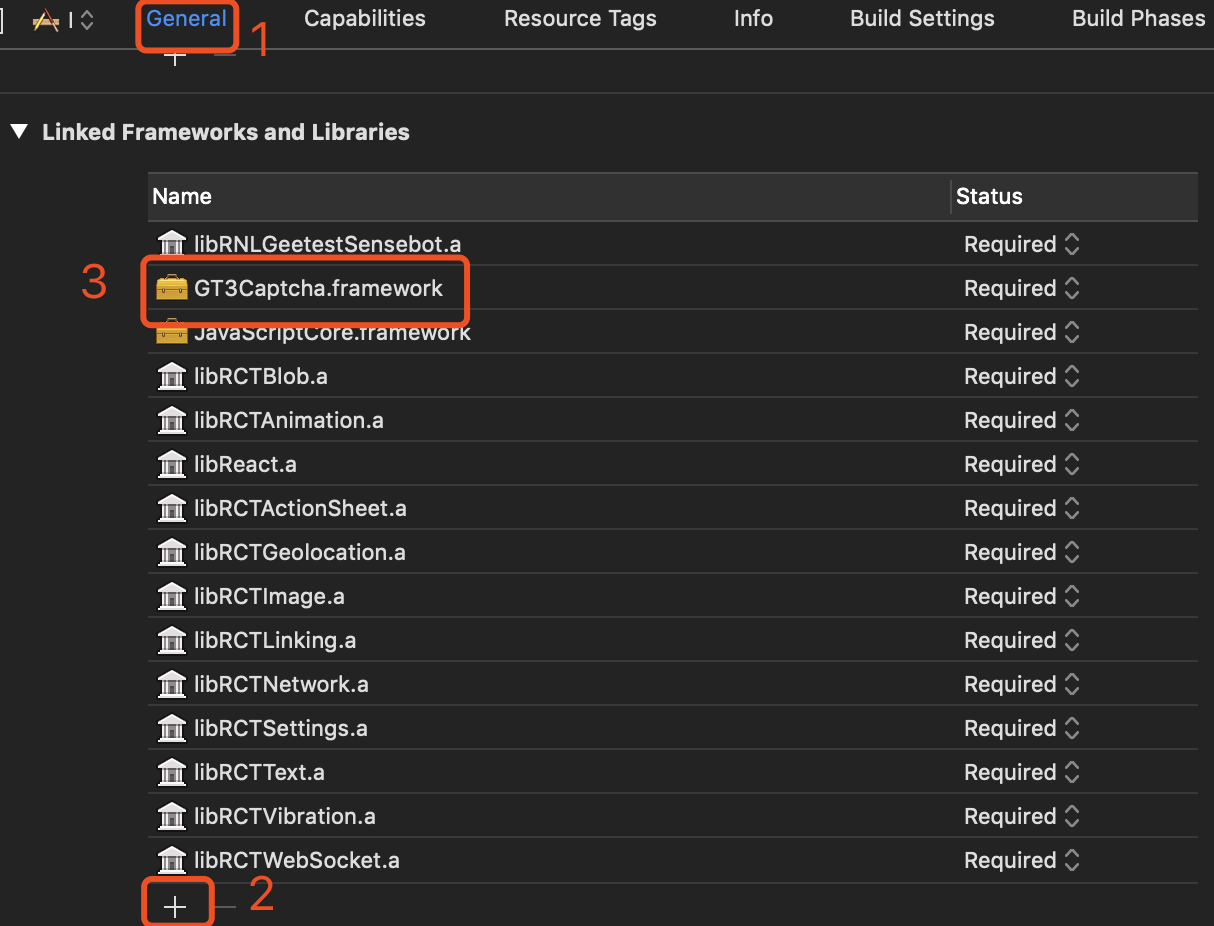 General Capabilities Resource Tags Info Build Settings Build Phases
1
Linked Frameworks and Libraries
Name Status
libRNLGeetestSensebot.a Required
3 GT3Captcha.framework Required
JavaScriptCore.framework Required
libRCTBlob.a Required
libRCTAnimation.a Required
libReact.a Required
libRCTActionSheet.a Required
libRCTGeolocation.a Required
libRCTImage.a Required
libRCTLinking.a Required
libRCTNetwork.a Required
libRCTSettings.a Required
libRCTText.a Required
libRCTVibration.a Required
libRCTWebSocket.a Required
2